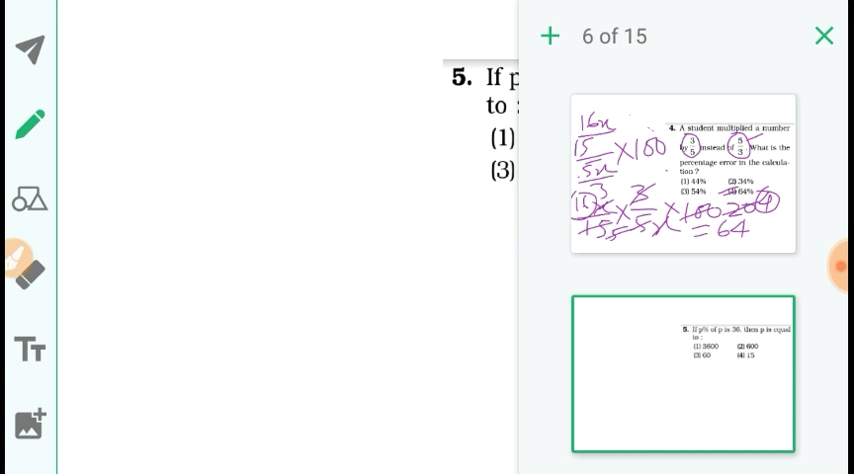 5. If p
to :
(1)
(3)
TT
+ 6 of 15 ×
16x
15 ×100
5x
3
4. A student multiplied a number
by 3/5 instead of 5/3. What is the
percentage error in the calcula-
tion ?
(1) 44% (2) 34%
(3) 54% (4) 64%
= 64
5. If p% of p is 36, then p is equal
to :
(1) 3600 (2) 600
(3) 60 (4) 15